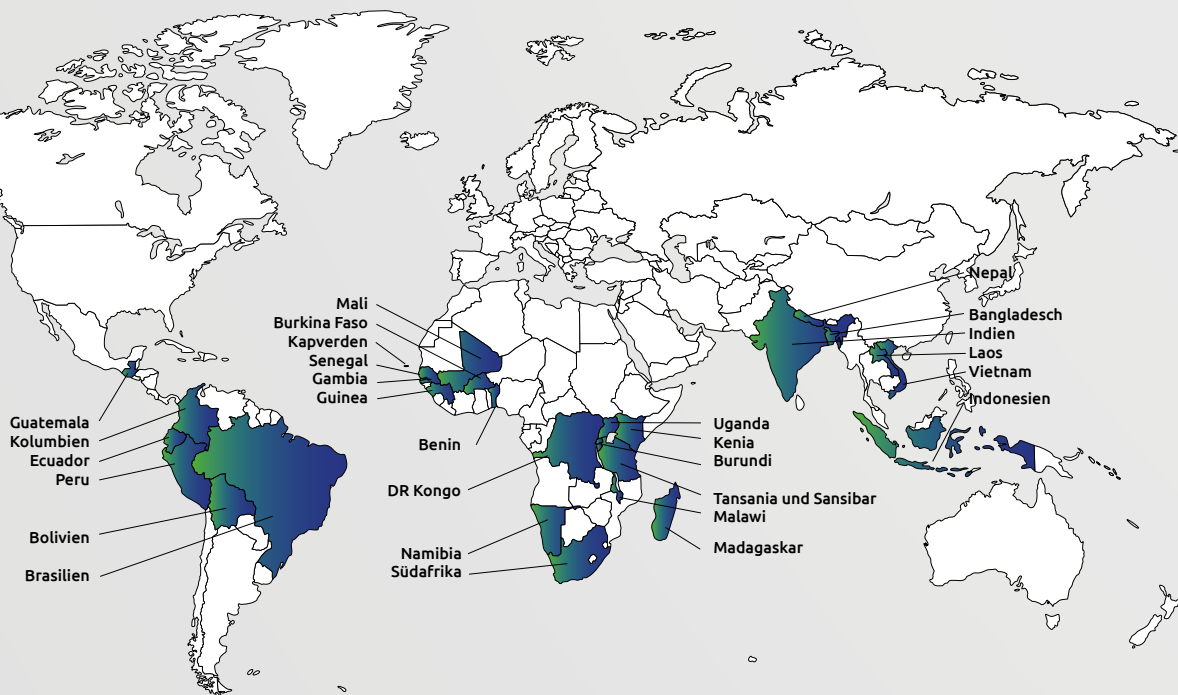 Guatemala
Kolumbien
Ecuador
Peru
Bolivien
Brasilien
Mali
Burkina Faso
Kapverden
Senegal
Gambia
Guinea
Benin
DR Kongo
Namibia
Südafrika
Uganda
Kenia
Burundi
Tansania und Sansibar
Malawi
Madagaskar
Nepal
Bangladesch
Indien
Laos
Vietnam
Indonesien